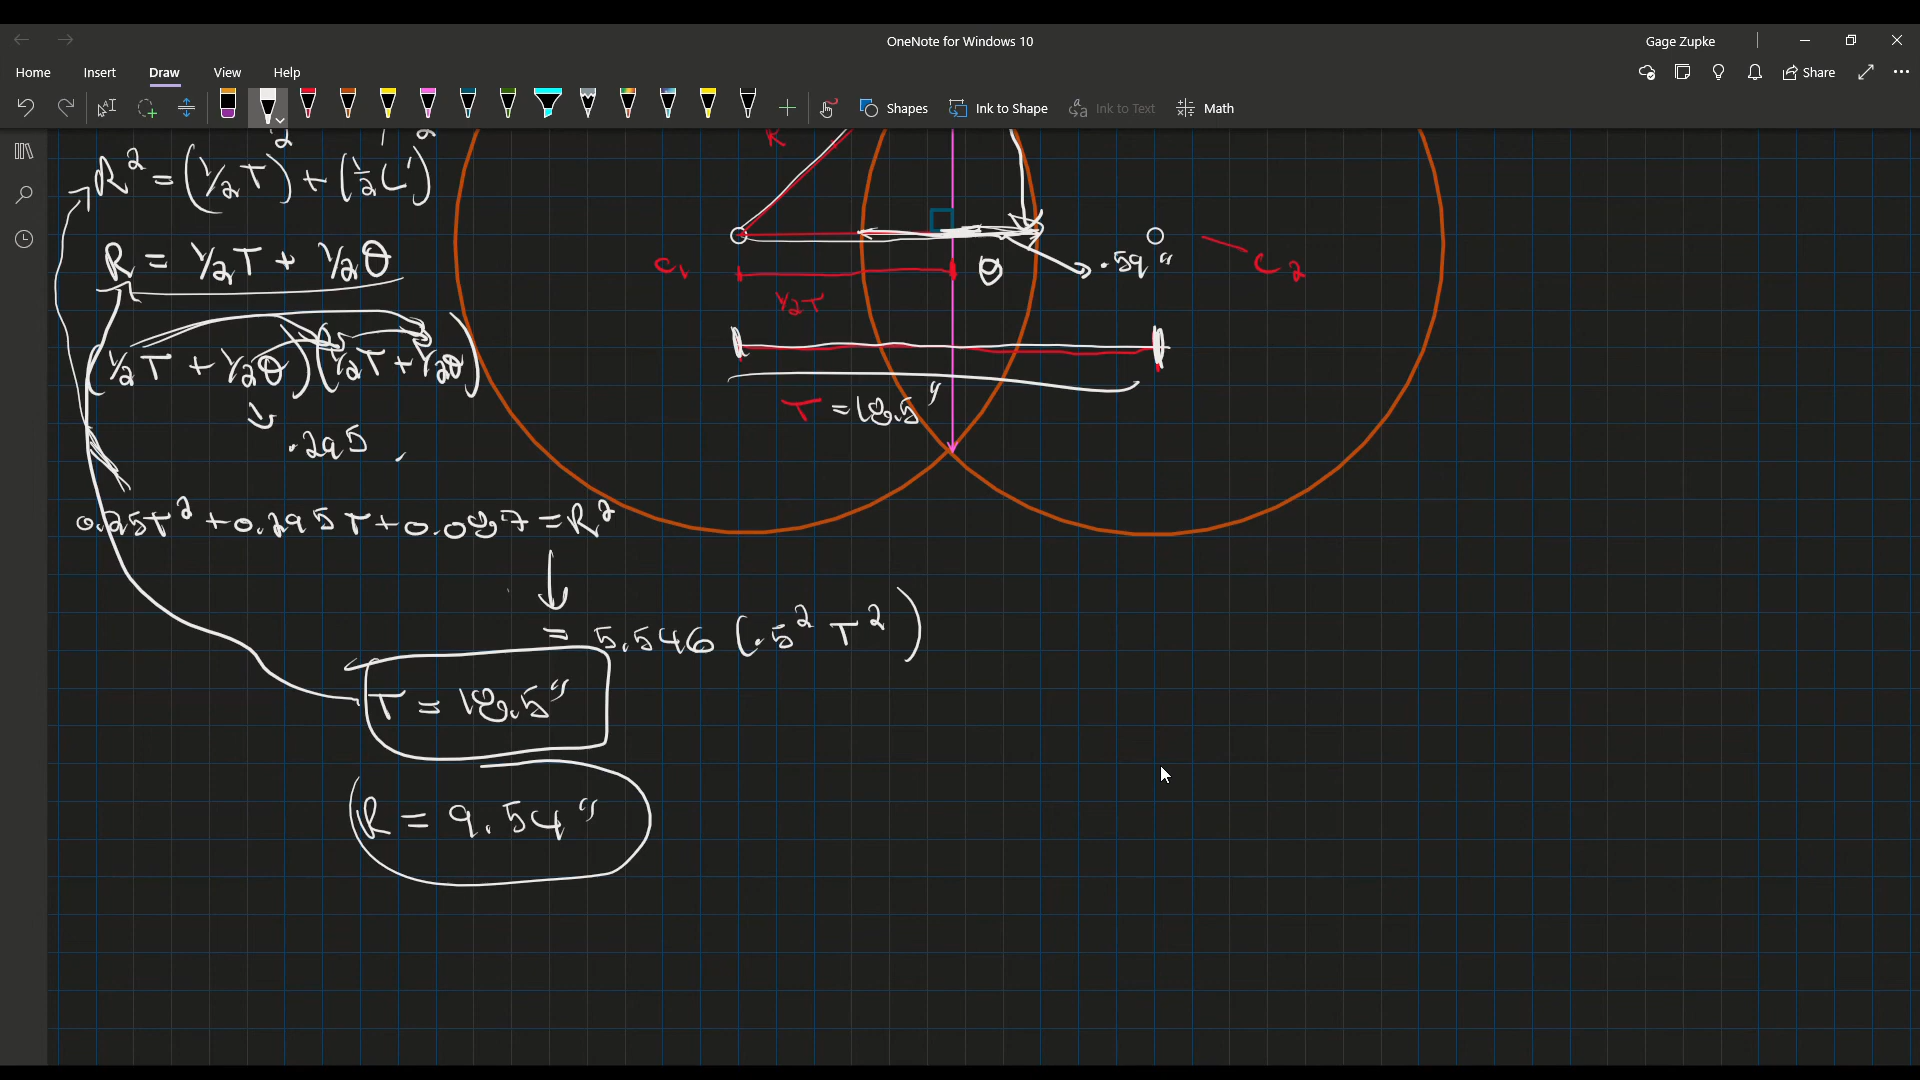 OneNote for Windows 10
Gage Zupke
Home Insert Draw View Help
Share
Shapes Ink to Shape Ink to Text Math
R² = (1/2T)² + (1/2L)²
R
R = 1/2T + 1/2θ
C₁
θ
.59"
C₂
1/2T
(1/2T + 1/2θ)(1/2T + 1/2θ)
T = 18.5"
.295
0.25T² + 0.295T + 0.087 = R²
= 5.546 (.5² T²)
T = 18.5"
R = 9.54"